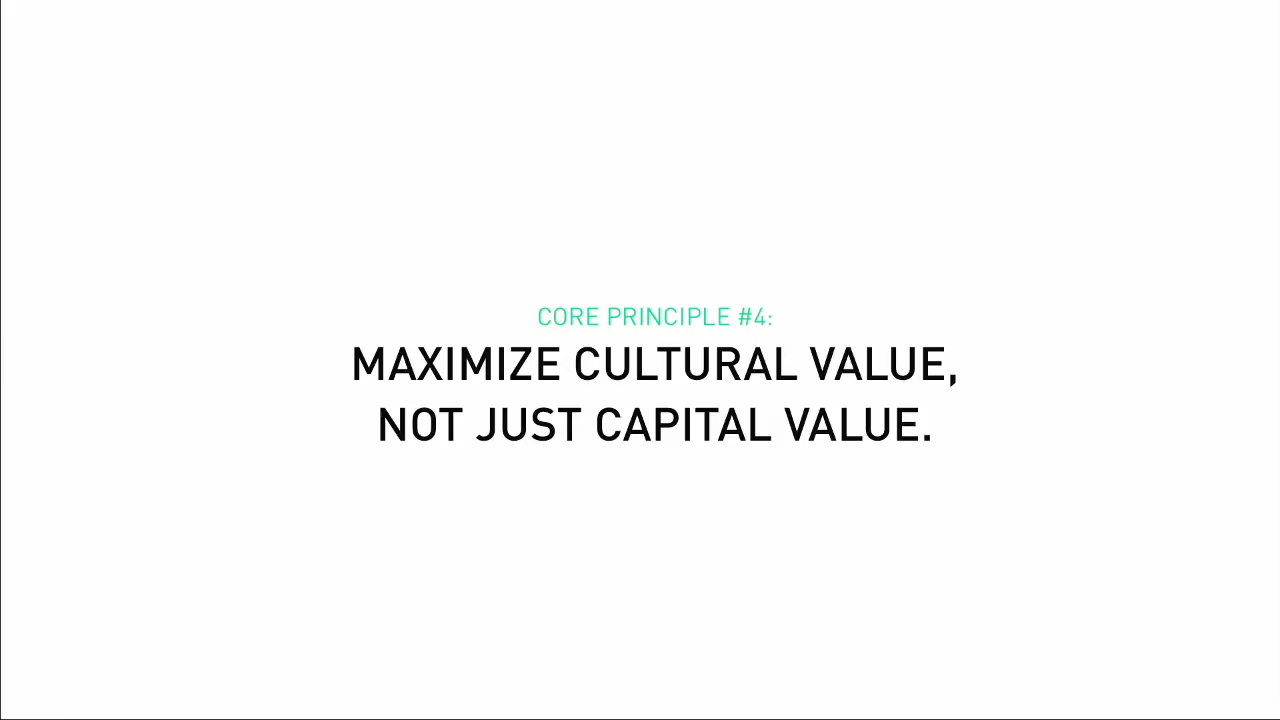 CORE PRINCIPLE #4:
MAXIMIZE CULTURAL VALUE,
NOT JUST CAPITAL VALUE.